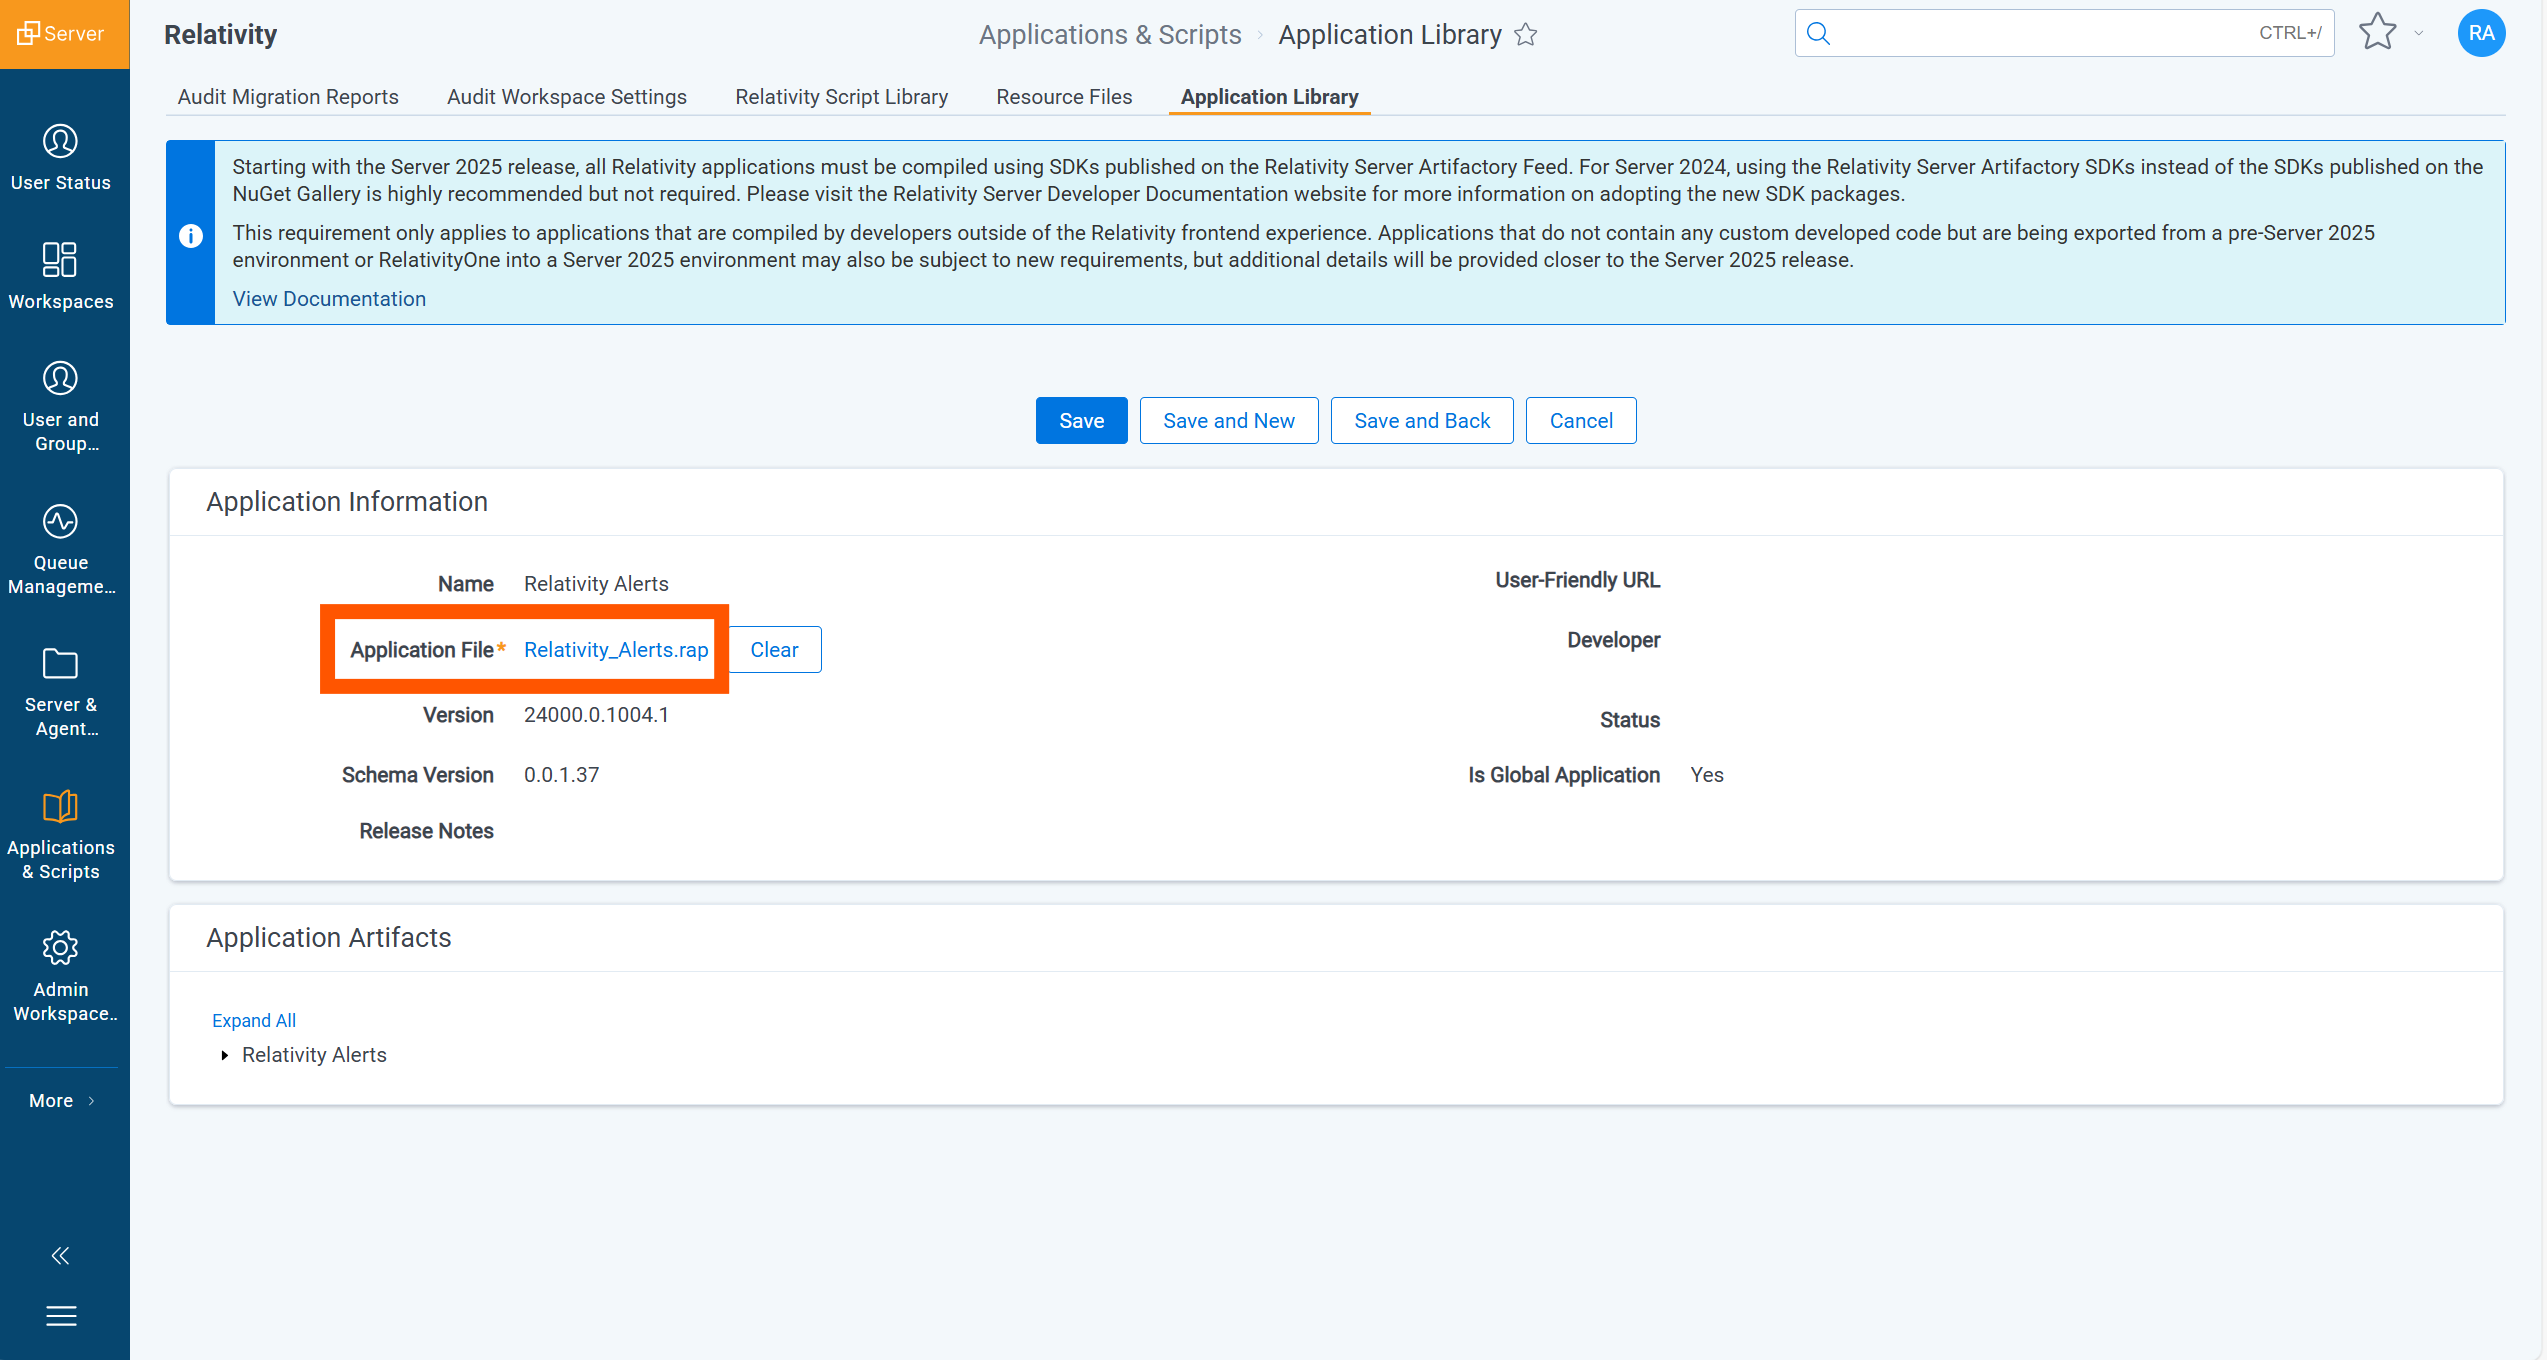 Server
Relativity
Applications & Scripts
Application Library
CTRL+/
RA
Audit Migration Reports
Audit Workspace Settings
Relativity Script Library
Resource Files
Application Library
Starting with the Server 2025 release, all Relativity applications must be compiled using SDKs published on the Relativity Server Artifactory Feed. For Server 2024, using the Relativity Server Artifactory SDKs instead of the SDKs published on the
NuGet Gallery is highly recommended but not required. Please visit the Relativity Server Developer Documentation website for more information on adopting the new SDK packages.
This requirement only applies to applications that are compiled by developers outside of the Relativity frontend experience. Applications that do not contain any custom developed code but are being exported from a pre-Server 2025
environment or RelativityOne into a Server 2025 environment may also be subject to new requirements, but additional details will be provided closer to the Server 2025 release.
View Documentation
User Status
Workspaces
User and
Group...
Queue
Manageme...
Server &
Agent...
Applications
& Scripts
Admin
Workspace..
More
Save
Save and New
Save and Back
Cancel
Application Information
Name Relativity Alerts
Application File* Relativity_Alerts.rap Clear
Version 24000.0.1004.1
Schema Version 0.0.1.37
Release Notes
User-Friendly URL
Developer
Status
Is Global Application Yes
Application Artifacts
Expand All
Relativity Alerts